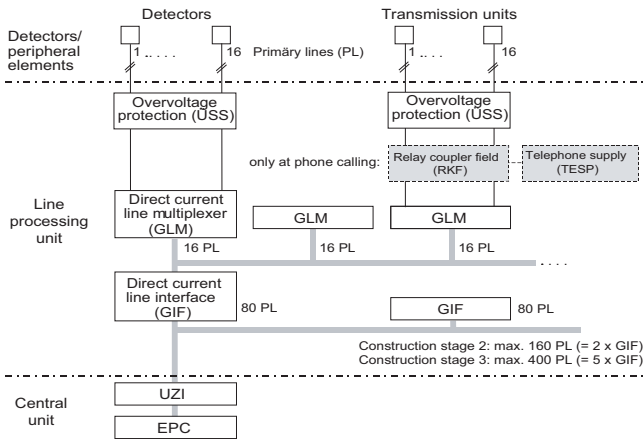 Detectors
Transmission units
Detectors/
peripheral
elements
1 . . . .
16
Primäry lines (PL)
1 . . . .
16
Overvoltage
protection (ÜSS)
Overvoltage
protection (ÜSS)
only at phone calling:
Relay coupler field
(RKF)
Telephone supply
(TESP)
Line
processing
unit
Direct current
line multiplexer
(GLM)
GLM
GLM
16 PL
16 PL
16 PL
. . . .
Direct current
line interface
(GIF)
80 PL
GIF
80 PL
Construction stage 2: max. 160 PL (= 2 x GIF)
Construction stage 3: max. 400 PL (= 5 x GIF)
Central
unit
UZI
EPC